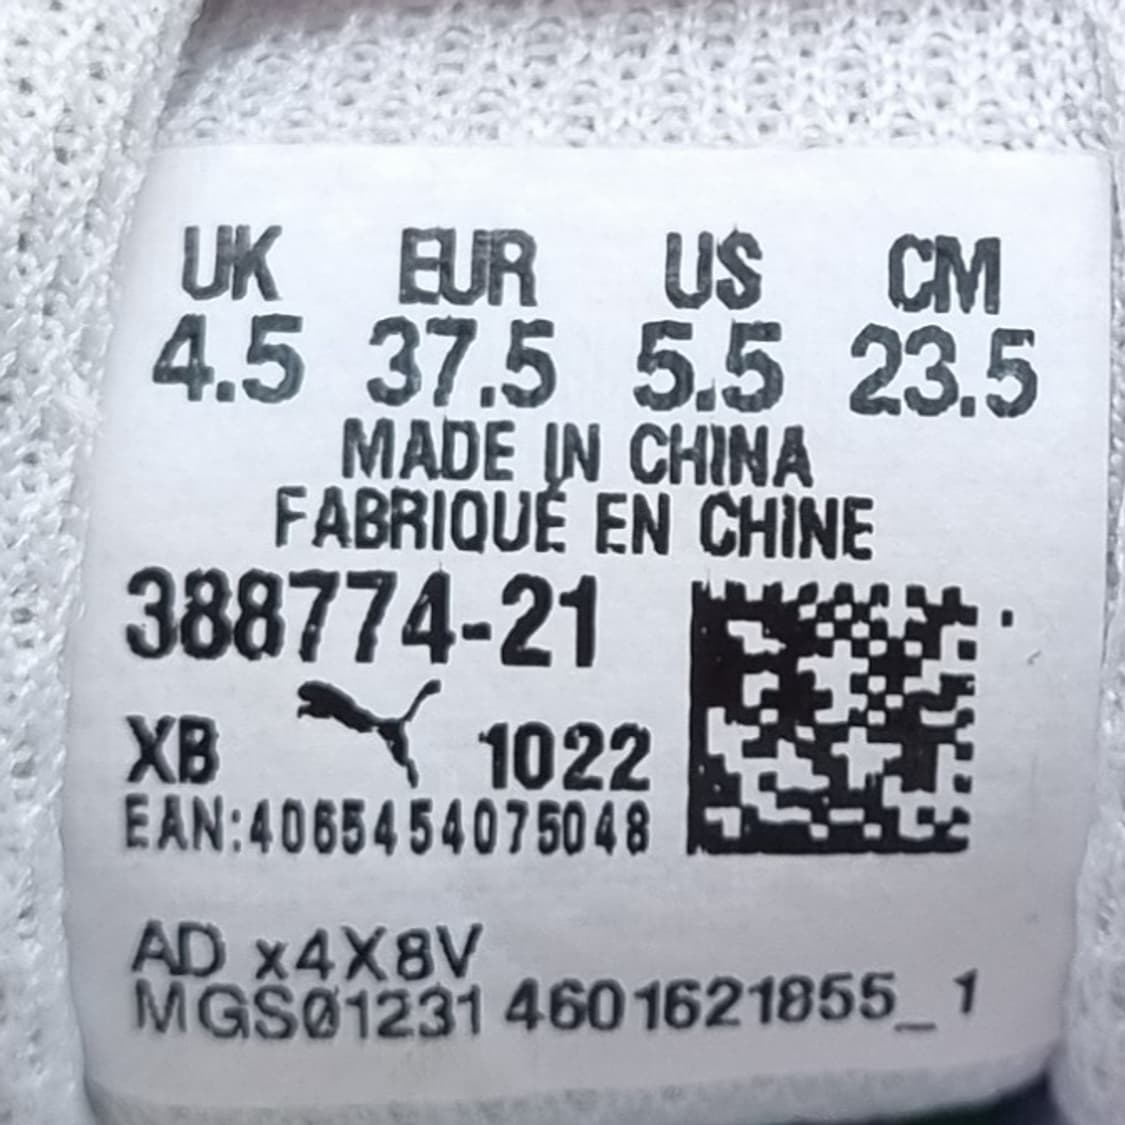 UK EUR US CM
4.5 37.5 5.5 23.5
MADE IN CHINA
FABRIQUÉ EN CHINE
388774-21
XB 1022
EAN:4065454075048
AD x4X8V
MGSØ1231 4601621855_1